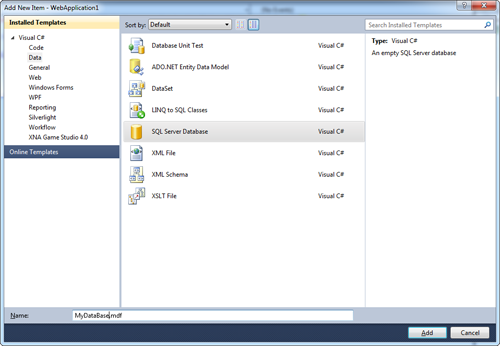 Add New Item - WebApplication1
Installed Templates
Visual C#
Code
Data
General
Web
Windows Forms
WPF
Reporting
Silverlight
Workflow
XNA Game Studio 4.0
Online Templates
Sort by: Default
Database Unit Test Visual C#
ADO.NET Entity Data Model Visual C#
DataSet Visual C#
LINQ to SQL Classes Visual C#
SQL Server Database Visual C#
XML File Visual C#
XML Schema Visual C#
XSLT File Visual C#
Search Installed Templates
Type: Visual C#
An empty SQL Server database
Name: MyDataBase.mdf
Add Cancel